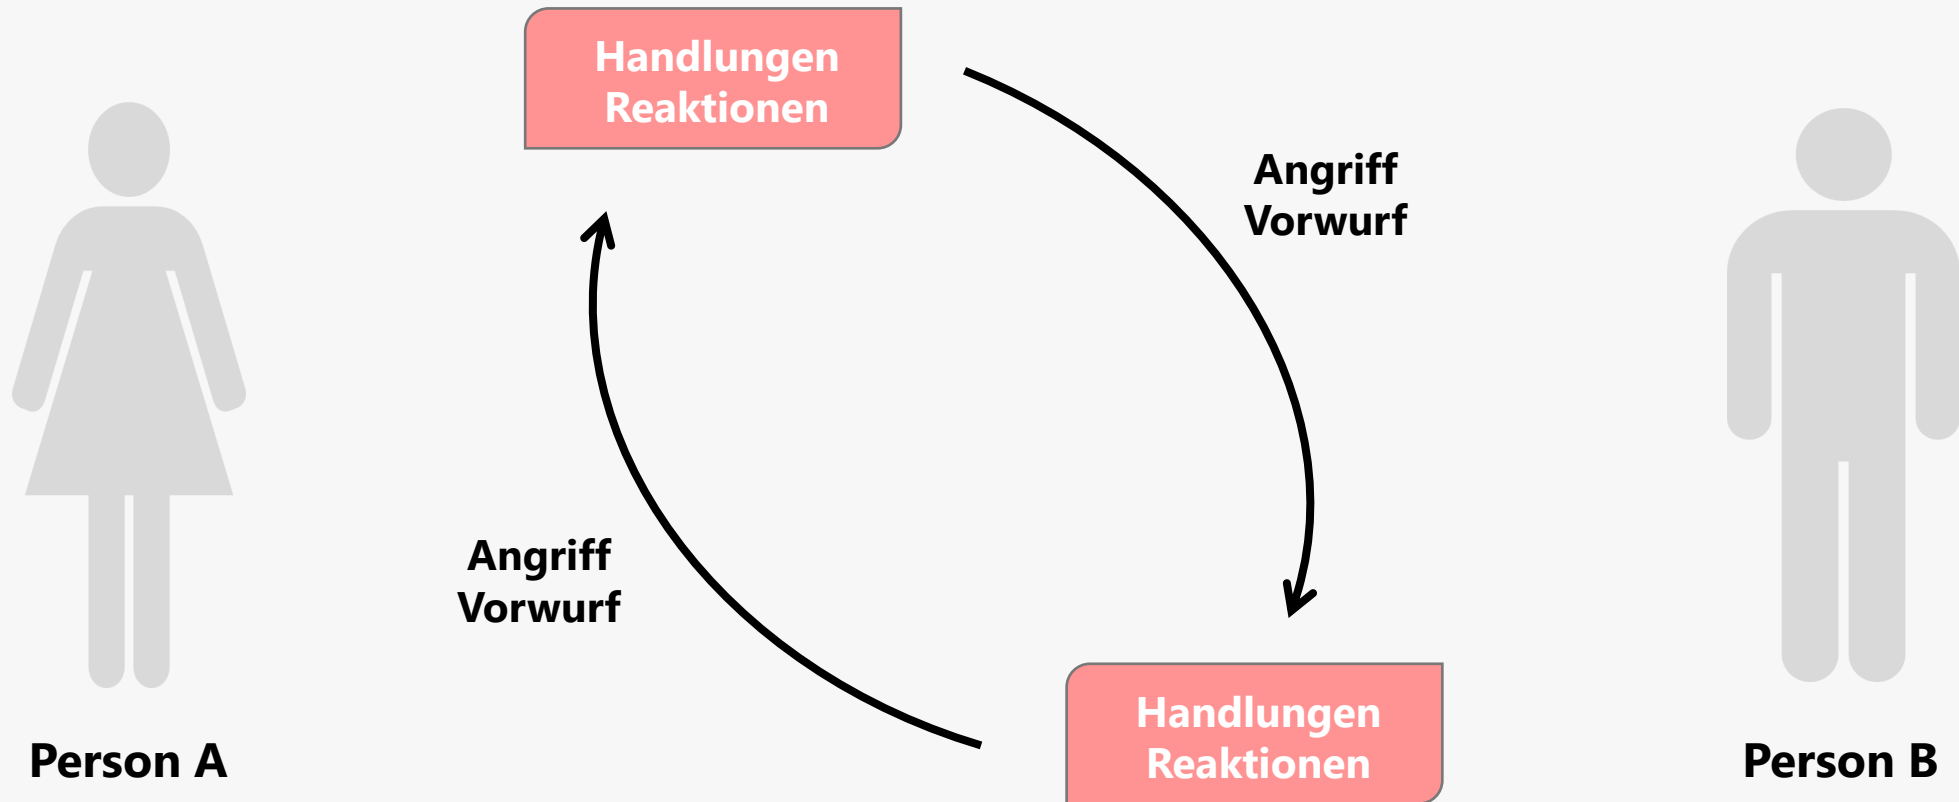 Handlungen
Reaktionen
Angriff
Vorwurf
Angriff
Vorwurf
Handlungen
Reaktionen
Person A
Person B